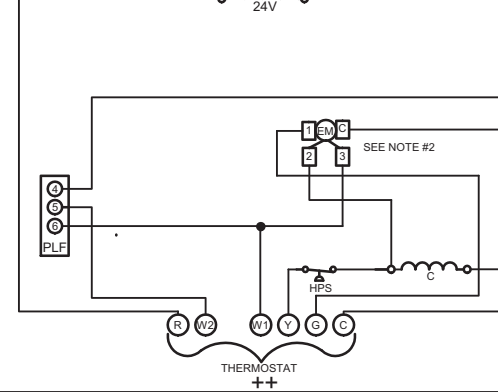 24V
1 EM C
SEE NOTE #2
2 3
4
5
6
PLF
C
HPS
R W2 W1 Y G C
THERMOSTAT
++